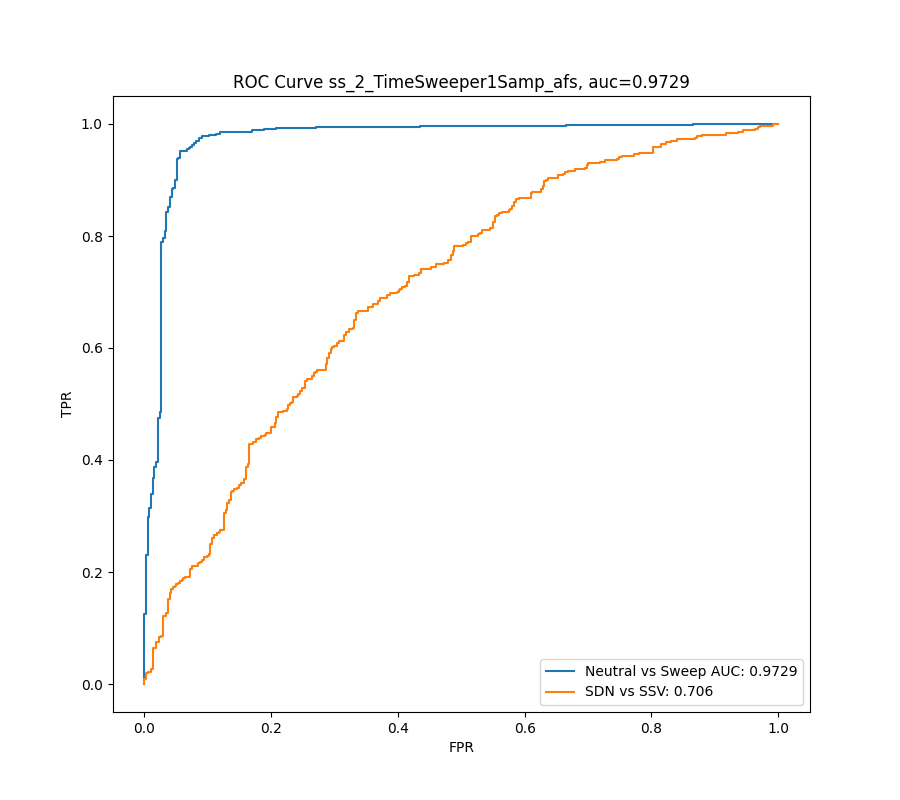 ROC Curve ss_2_TimeSweeper1Samp_afs, auc=0.9729
1.0
0.8
0.6
0.4
0.2
0.0
TPR
0.0 0.2 0.4 0.6 0.8 1.0
FPR
Neutral vs Sweep AUC: 0.9729
SDN vs SSV: 0.706